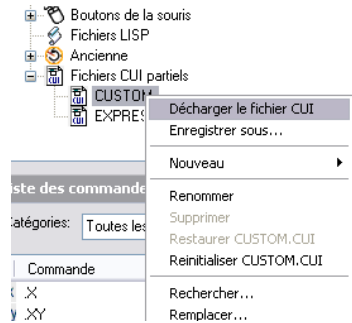 Boutons de la souris
Fichiers LISP
Ancienne
Fichiers CUI partiels
CUSTOM
EXPRES
Décharger le fichier CUI
Enregistrer sous...
Nouveau
Renommer
Supprimer
Restaurer CUSTOM.CUI
Reinitialiser CUSTOM.CUI
Rechercher...
Remplacer...
iste des commande
atégories: Toutes les
Commande
.X
.XY